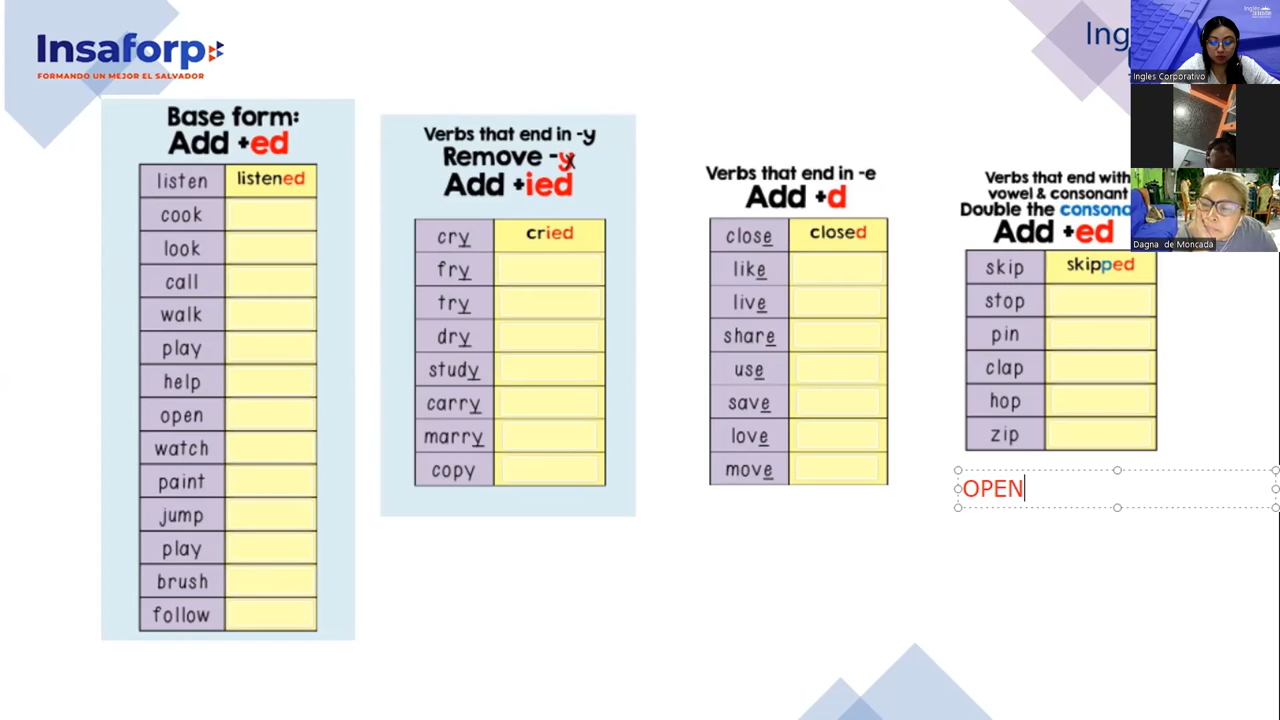 Insaforp
FORMANDO UN MEJOR EL SALVADOR
Ing
Ingles Corporativo
Dagna de Moncada
Base form:
Add +ed
listen listened
cook
look
call
walk
play
help
open
watch
paint
jump
play
brush
follow
Verbs that end in -y
Remove -y
Add +ied
cry cried
fry
try
dry
study
carry
marry
copy
Verbs that end in -e
Add +d
close closed
like
live
share
use
save
love
move
Verbs that end with
vowel & consonant
Double the consona
Add +ed
skip skipped
stop
pin
clap
hop
zip
OPEN